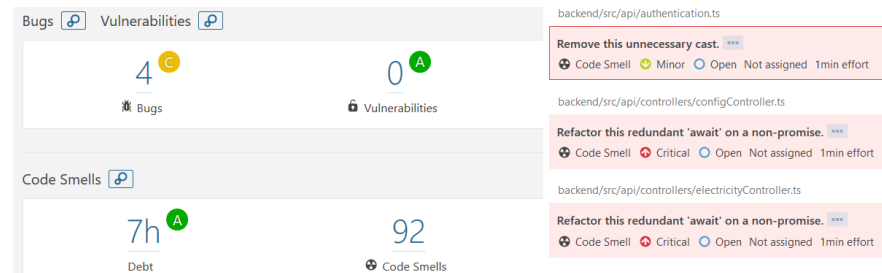 Bugs Vulnerabilities
4 C
Bugs
0 A
Vulnerabilities
Code Smells
7h A
Debt
92
Code Smells
backend/src/api/authentication.ts
Remove this unnecessary cast.
Code Smell Minor Open Not assigned 1min effort
backend/src/api/controllers/configController.ts
Refactor this redundant 'await' on a non-promise.
Code Smell Critical Open Not assigned 1min effort
backend/src/api/controllers/electricityController.ts
Refactor this redundant 'await' on a non-promise.
Code Smell Critical Open Not assigned 1min effort